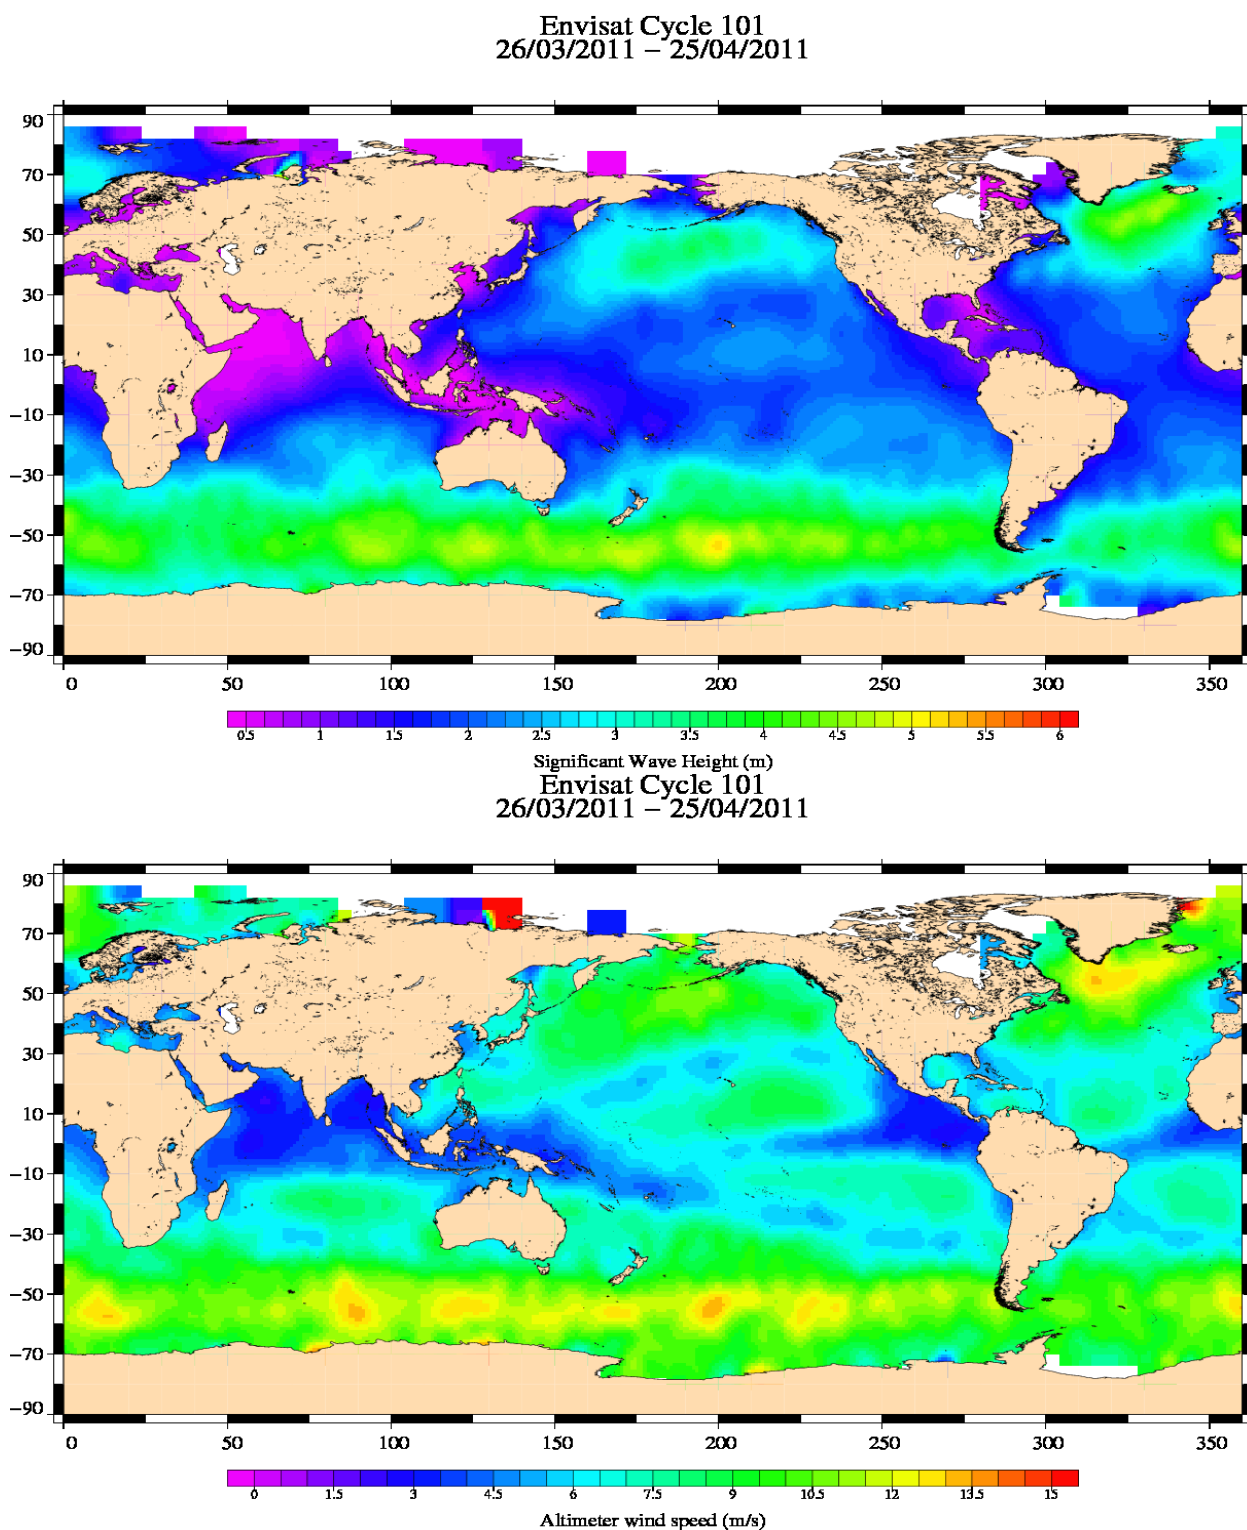 Envisat Cycle 101
26/03/2011 – 25/04/2011
90
70
50
30
10
−10
−30
−50
−70
−90
0 50 100 150 200 250 300 350
0.5 1 1.5 2 2.5 3 3.5 4 4.5 5 5.5 6
Significant Wave Height (m)
Envisat Cycle 101
26/03/2011 – 25/04/2011
90
70
50
30
10
−10
−30
−50
−70
−90
0 50 100 150 200 250 300 350
0 1.5 3 4.5 6 7.5 9 10.5 12 13.5 15
Altimeter wind speed (m/s)